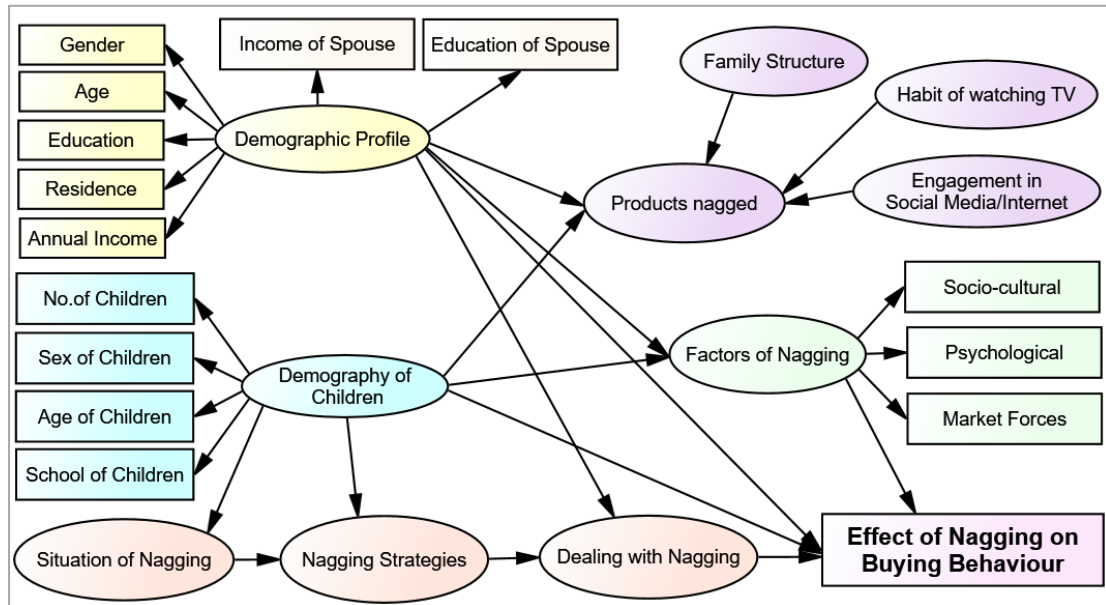 Gender
Income of Spouse
Education of Spouse
Family Structure
Age
Habit of watching TV
Education
Demographic Profile
Residence
Products nagged
Engagement in
Social Media/Internet
Annual Income
No.of Children
Socio-cultural
Sex of Children
Demography of
Children
Factors of Nagging
Psychological
Age of Children
Market Forces
School of Children
Situation of Nagging
Nagging Strategies
Dealing with Nagging
Effect of Nagging on
Buying Behaviour